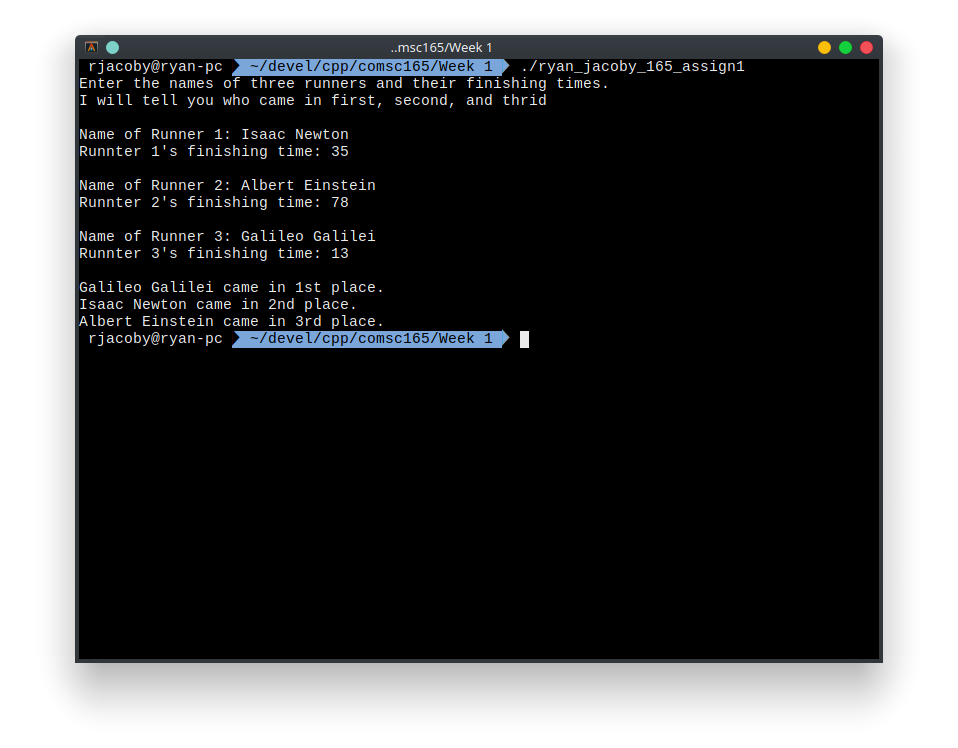 ..msc165/Week 1
rjacoby@ryan-pc ~/devel/cpp/comsc165/Week 1 ./ryan_jacoby_165_assign1
Enter the names of three runners and their finishing times.
I will tell you who came in first, second, and thrid
Name of Runner 1: Isaac Newton
Runnter 1's finishing time: 35
Name of Runner 2: Albert Einstein
Runnter 2's finishing time: 78
Name of Runner 3: Galileo Galilei
Runnter 3's finishing time: 13
Galileo Galilei came in 1st place.
Isaac Newton came in 2nd place.
Albert Einstein came in 3rd place.
rjacoby@ryan-pc ~/devel/cpp/comsc165/Week 1